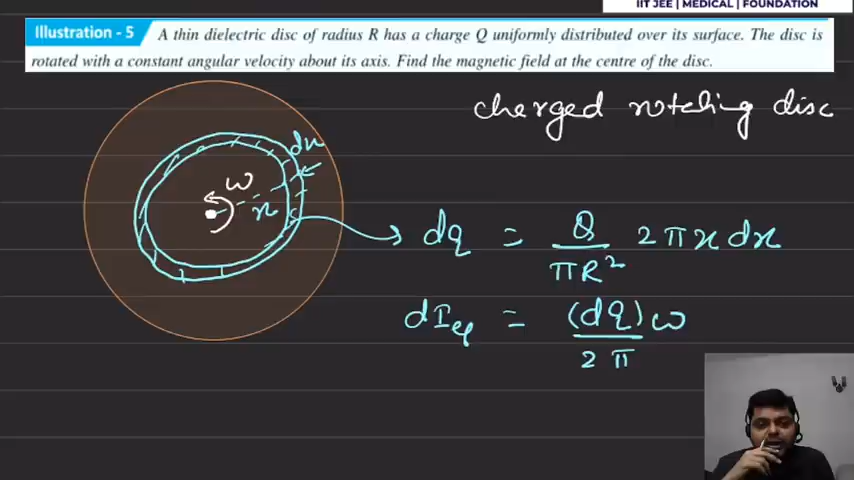 IIT JEE | MEDICAL | FOUNDATION
Illustration - 5 A thin dielectric disc of radius R has a charge Q uniformly distributed over its surface. The disc is
rotated with a constant angular velocity about its axis. Find the magnetic field at the centre of the disc.
charged rotating disc
dx
ω
x
dq = Q/πR² 2πx dx
dIeq = (dq)ω/2π